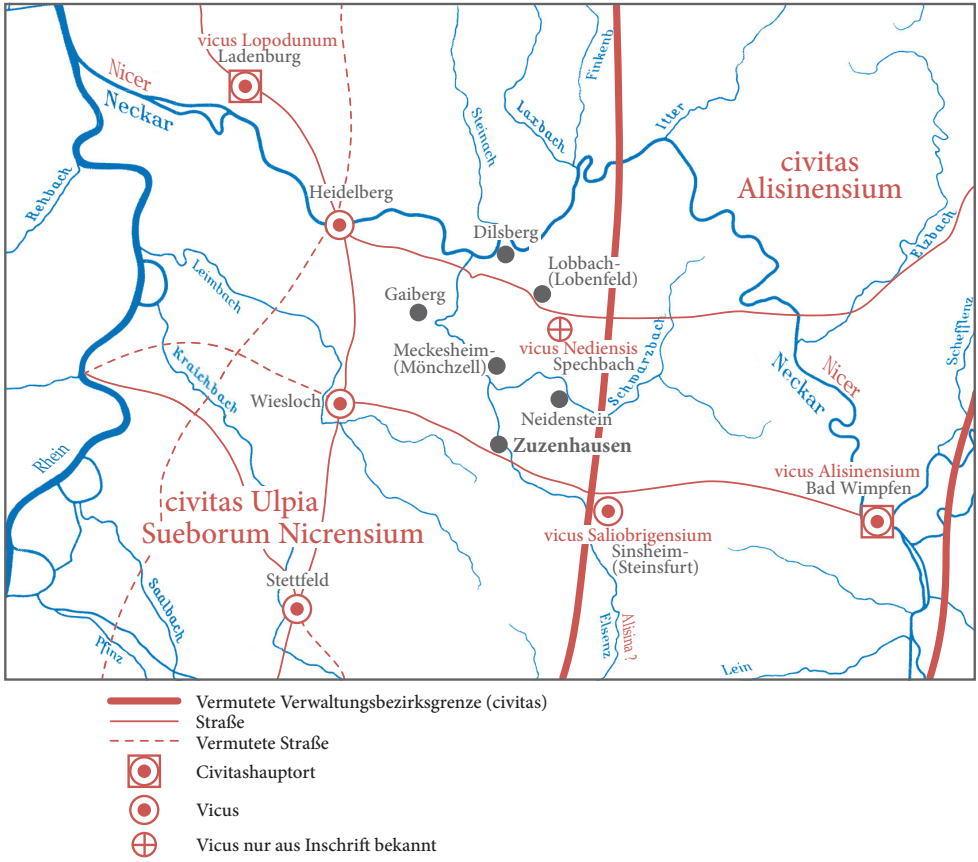 vicus Lopodunum
Ladenburg
Nicer
Neckar
Finkenb
Steinach
Laxbach
Itter
civitas
Alisinensium
Rehbach
Heidelberg
Dilsberg
Elzbach
Leimbach
Lobbach-
(Lobenfeld)
Gaiberg
Schefflenz
Kraichbach
Meckesheim-
(Mönchzell)
vicus Nediensis
Spechbach
Schwarzbach
Nicer
Neckar
Wiesloch
Neidenstein
Zuzenhausen
Rhein
vicus Alisinensium
Bad Wimpfen
civitas Ulpia
Sueborum Nicrensium
vicus Saliobrigensium
Sinsheim-
(Steinsfurt)
Stettfeld
Saalbach
Pfinz
Elsenz
Alisina ?
Lein
Vermutete Verwaltungsbezirksgrenze (civitas)
Straße
Vermutete Straße
Civitashauptort
Vicus
Vicus nur aus Inschrift bekannt